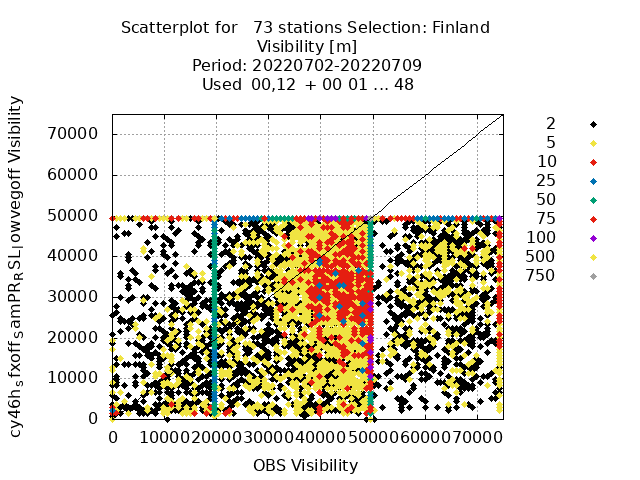 Scatterplot for 73 stations Selection: Finland
Visibility [m]
Period: 20220702-20220709
Used 00,12 + 00 01 ... 48
cy46h_sfxoff_samPR_RSL_lowvegoff Visibility
70000
60000
50000
40000
30000
20000
10000
0
0 10000 20000 30000 40000 50000 60000 70000
OBS Visibility
2
5
10
25
50
75
100
500
750